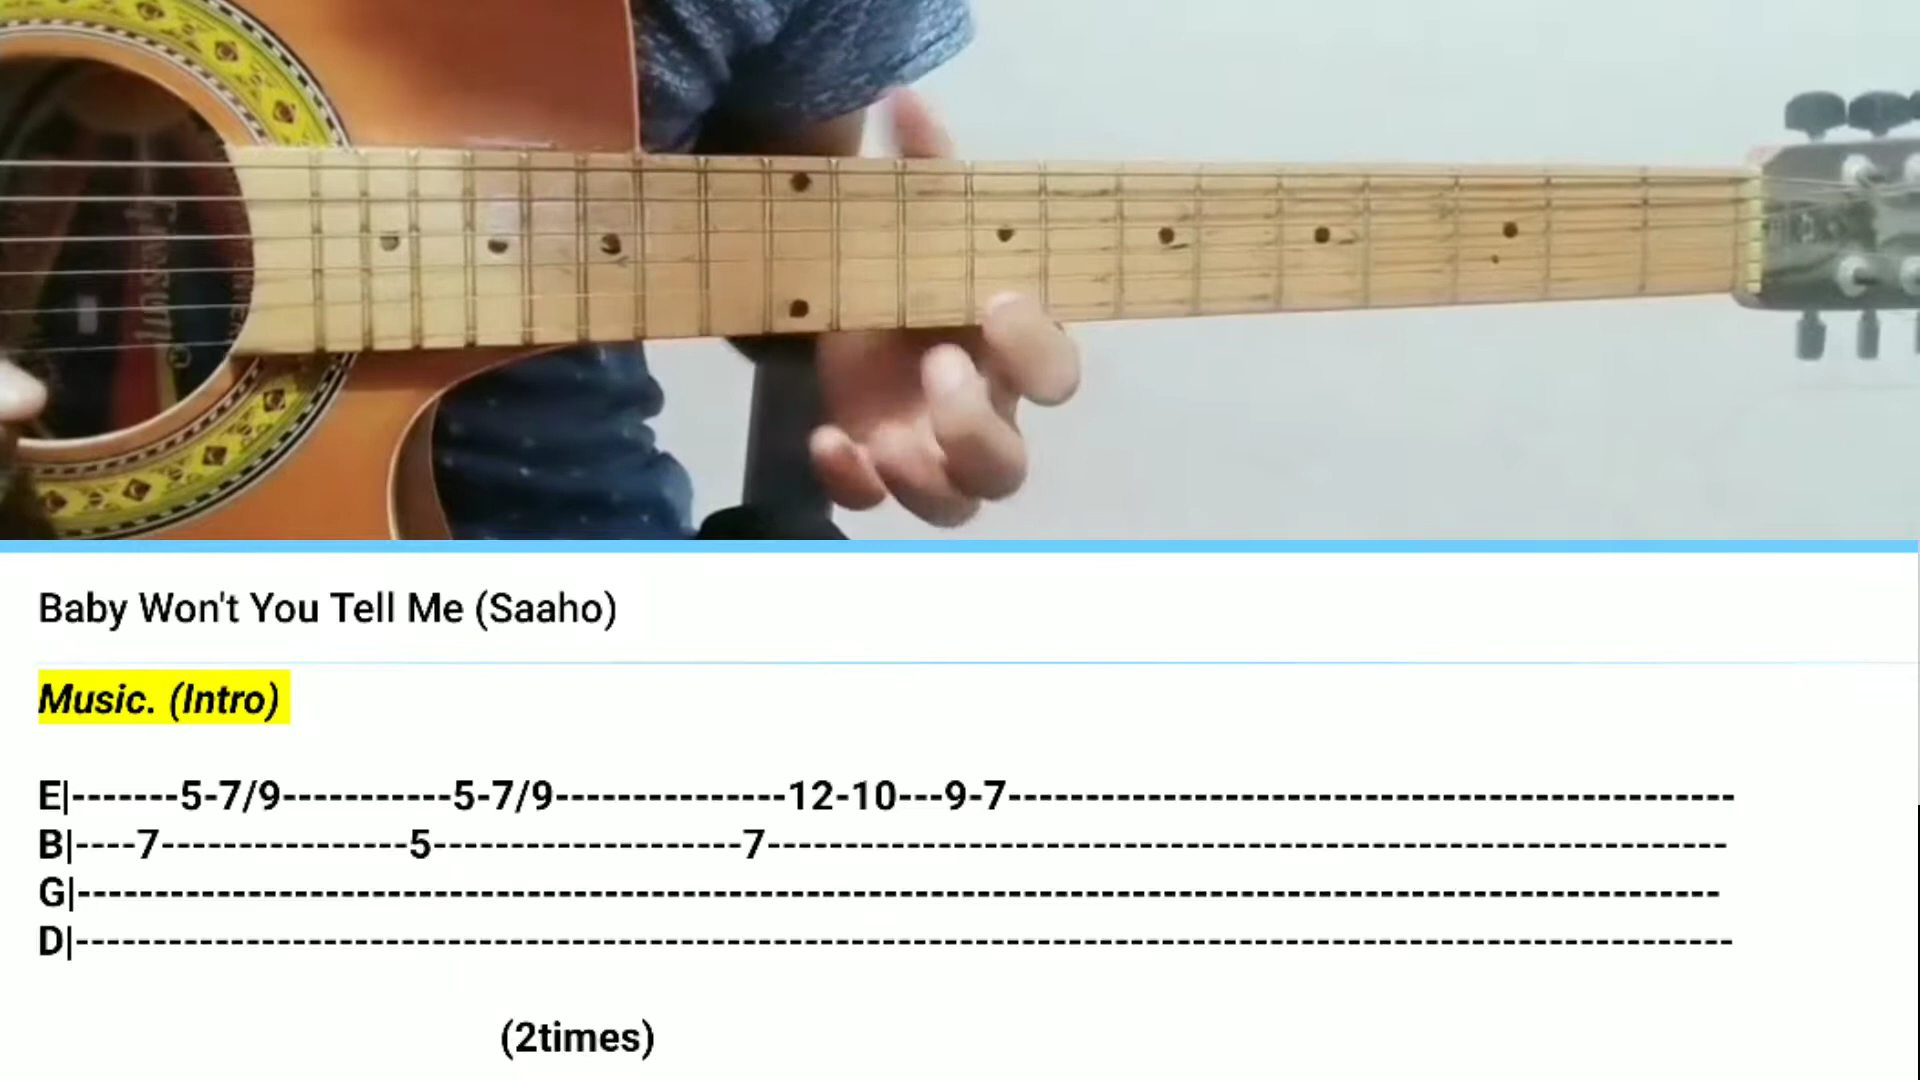 Baby Won't You Tell Me (Saaho)
Music. (Intro)
E|-------5-7/9-----------5-7/9---------------12-10---9-7-----------------------------------------------
B|----7----------------5--------------------7--------------------------------------------------------------
G|----------------------------------------------------------------------------------------------------------
D|-----------------------------------------------------------------------------------------------------------
(2times)